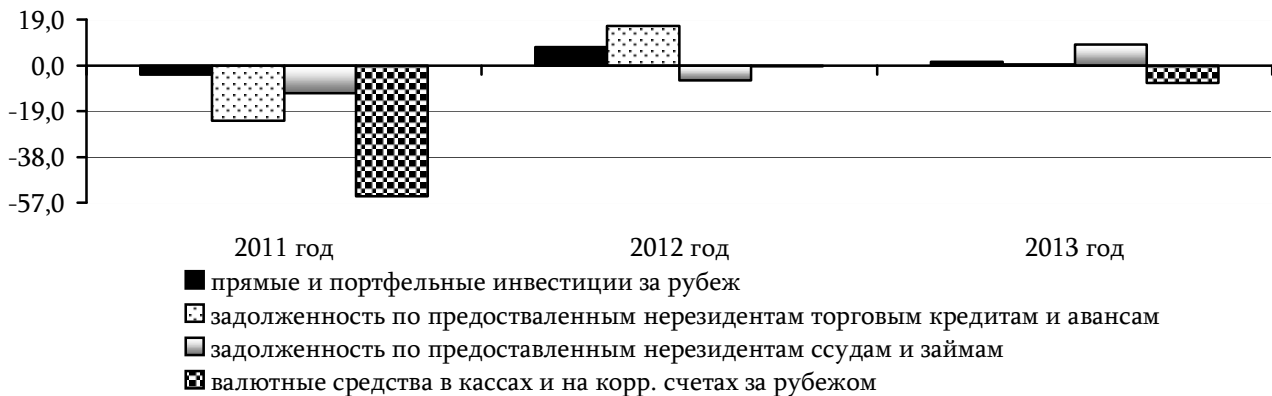 19,0
0,0
-19,0
-38,0
-57,0
2011 год 2012 год 2013 год
прямые и портфельные инвестиции за рубеж
задолженность по предостваленным нерезидентам торговым кредитам и авансам
задолженность по предоставленным нерезидентам ссудам и займам
валютные средства в кассах и на корр. счетах за рубежом